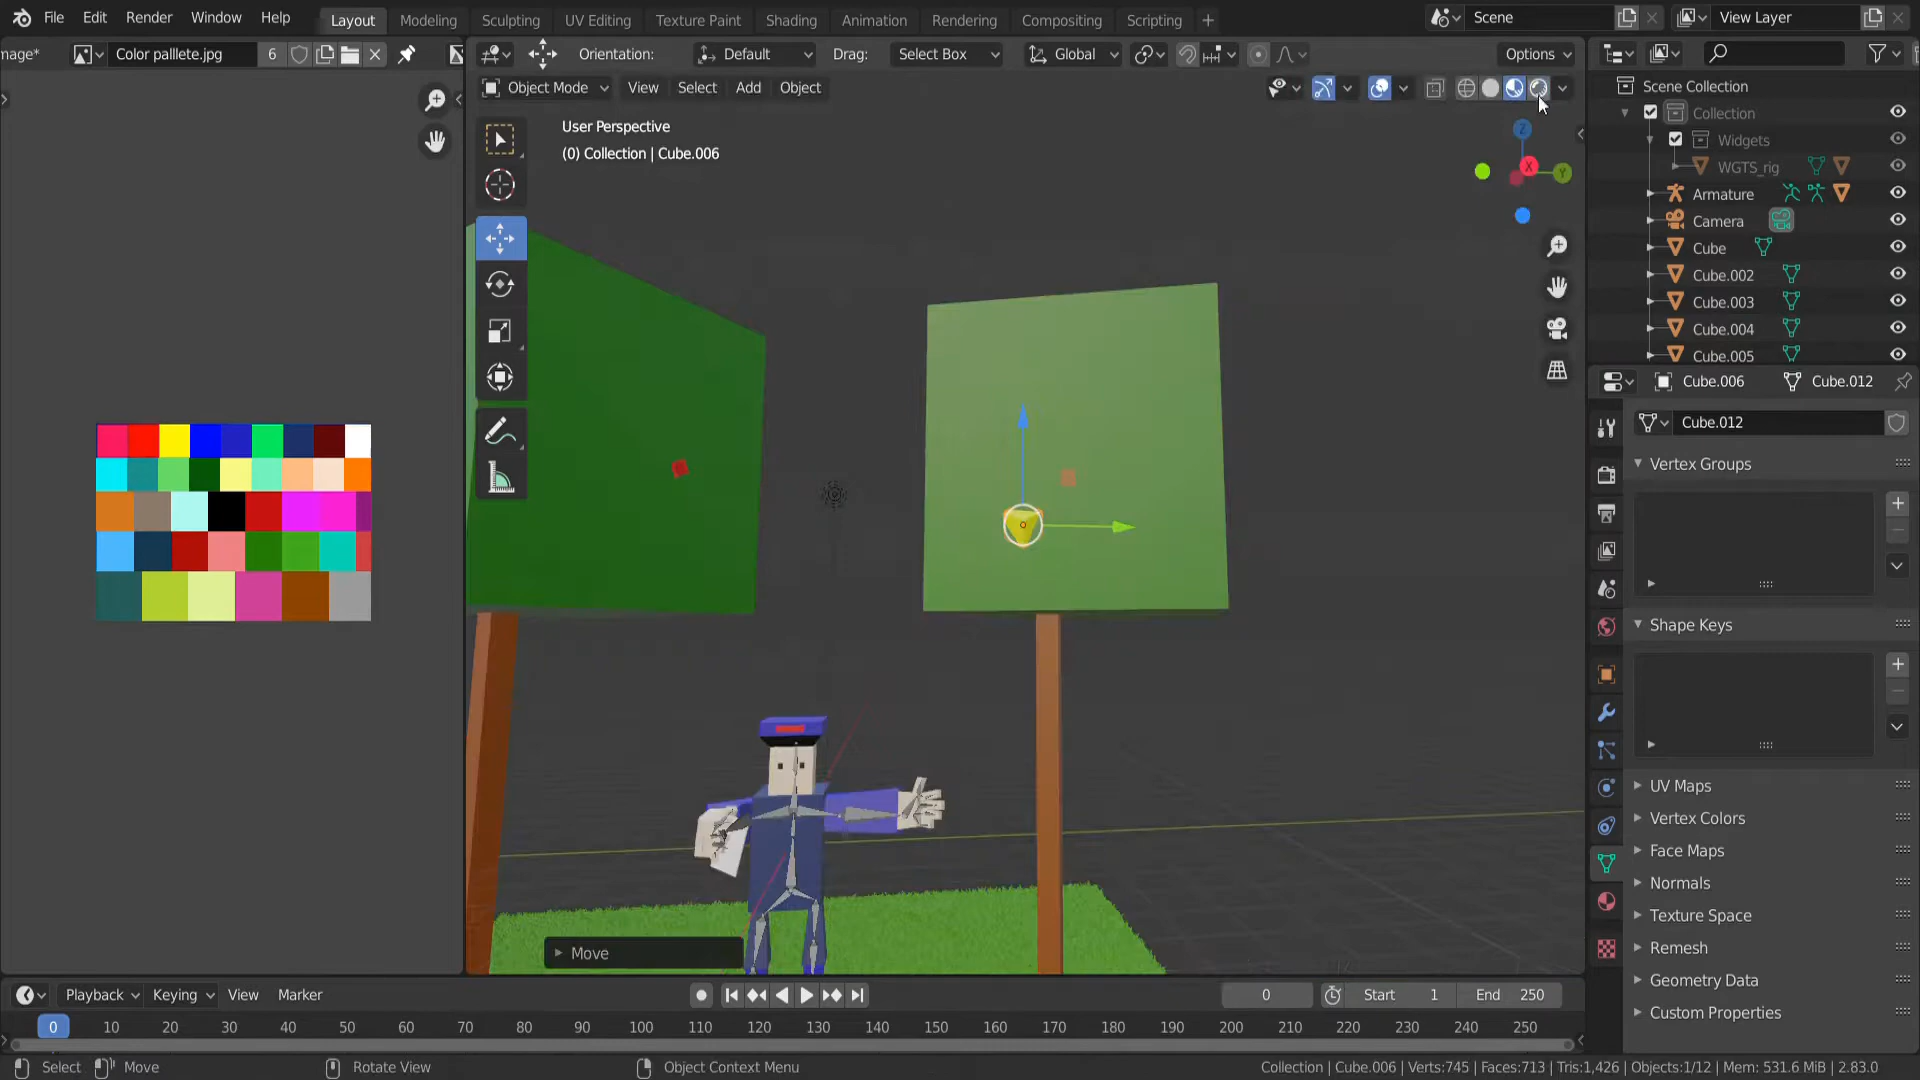 File Edit Render Window Help Layout Modeling Sculpting UV Editing Texture Paint Shading Animation Rendering Compositing Scripting + Scene View Layer
mage* Color palllete.jpg 6 Orientation: Default Drag: Select Box Global Options
Object Mode View Select Add Object
User Perspective
(0) Collection | Cube.006
Z
X
Y
Scene Collection
Collection
Widgets
WGTS_rig
Armature
Camera
Cube
Cube.002
Cube.003
Cube.004
Cube.005
Cube.006 Cube.012
Cube.012
Vertex Groups
Shape Keys
UV Maps
Vertex Colors
Face Maps
Normals
Texture Space
Remesh
Geometry Data
Custom Properties
Move
Playback Keying View Marker 0 Start 1 End 250
0 10 20 30 40 50 60 70 80 90 100 110 120 130 140 150 160 170 180 190 200 210 220 230 240 250
Select Move Rotate View Object Context Menu Collection | Cube.006 | Verts:745 | Faces:713 | Tris:1,426 | Objects:1/12 | Mem: 531.6 MiB | 2.83.0